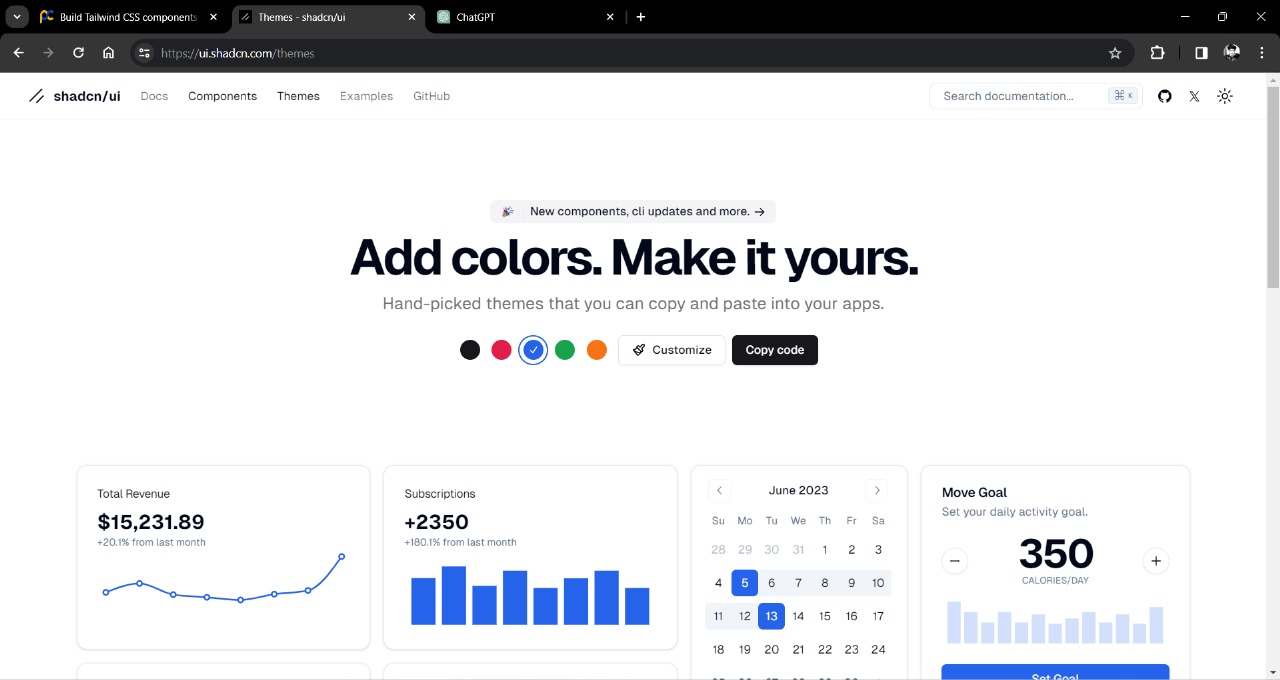 Build Tailwind CSS components
Themes - shadcn/ui
ChatGPT
https://ui.shadcn.com/themes
shadcn/ui Docs Components Themes Examples GitHub
Search documentation... ⌘ K
New components, cli updates and more. →
Add colors. Make it yours.
Hand-picked themes that you can copy and paste into your apps.
Customize
Copy code
Total Revenue
$15,231.89
+20.1% from last month
Subscriptions
+2350
+180.1% from last month
June 2023
Su Mo Tu We Th Fr Sa
28 29 30 31 1 2 3
4 5 6 7 8 9 10
11 12 13 14 15 16 17
18 19 20 21 22 23 24
Move Goal
Set your daily activity goal.
350
CALORIES/DAY
Set Goal